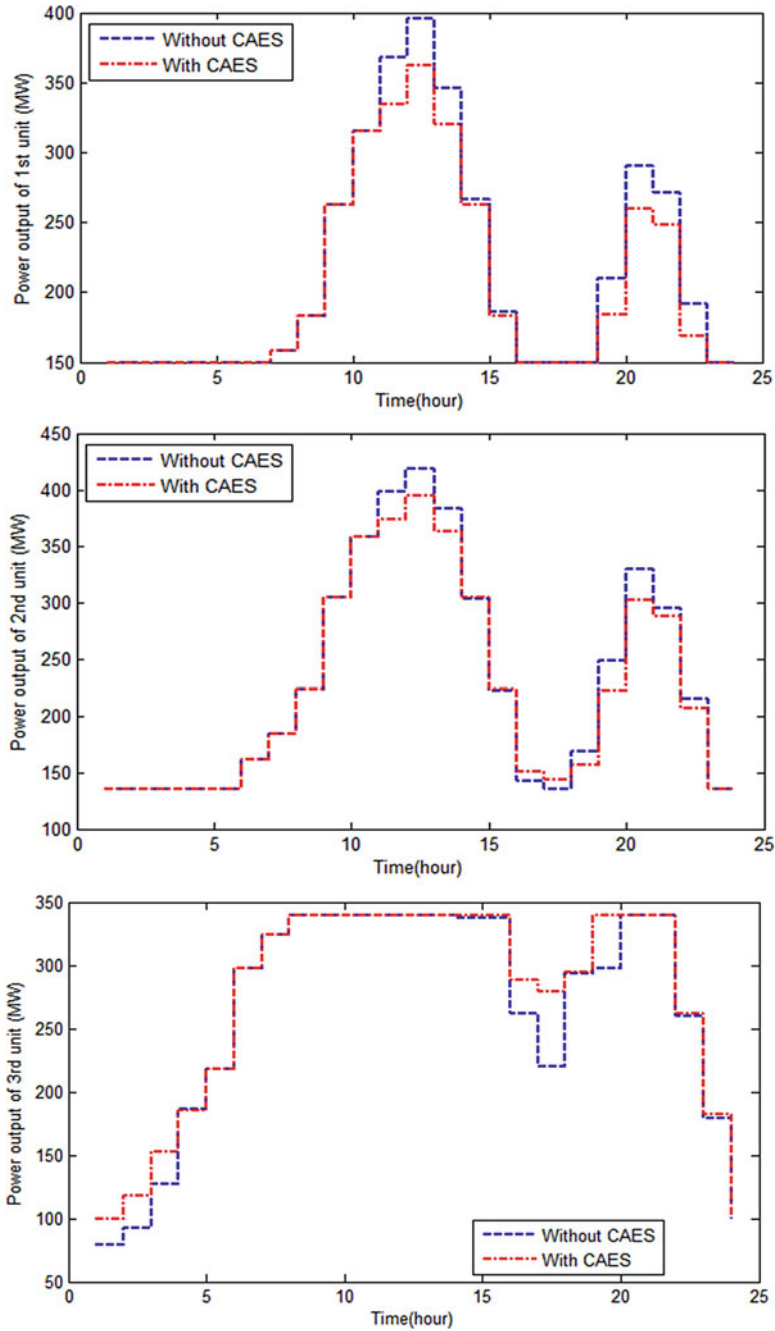 400
350
300
250
200
150
Power output of 1st unit (MW)
Without CAES
With CAES
0 5 10 15 20 25
Time(hour)
450
400
350
300
250
200
150
100
Power output of 2nd unit (MW)
Without CAES
With CAES
0 5 10 15 20 25
Time(hour)
350
300
250
200
150
100
50
Power output of 3rd unit (MW)
Without CAES
With CAES
0 5 10 15 20 25
Time(hour)